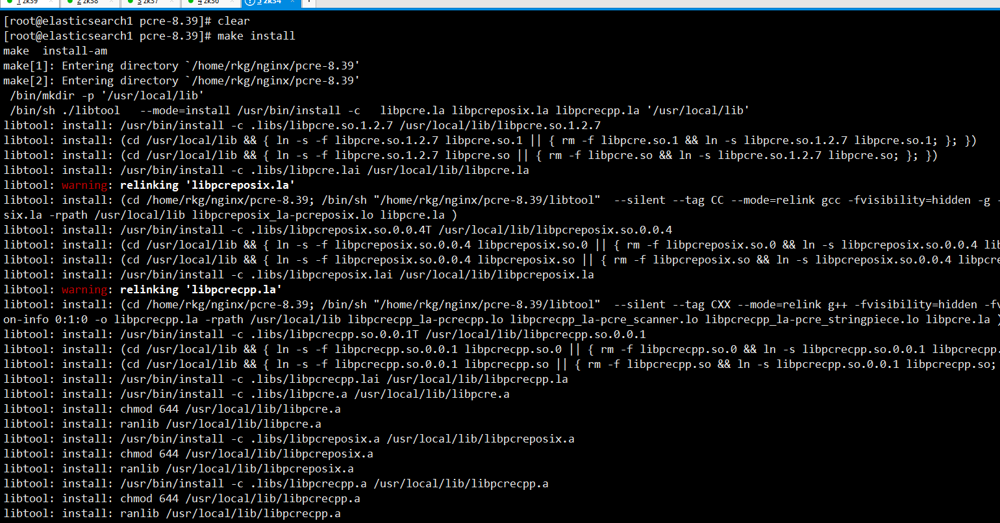 1 zk39 2 zk38 3 zk37 4 zk36 5 zk34
[root@elasticsearch1 pcre-8.39]# clear
[root@elasticsearch1 pcre-8.39]# make install
make  install-am
make[1]: Entering directory `/home/rkg/nginx/pcre-8.39'
make[2]: Entering directory `/home/rkg/nginx/pcre-8.39'
 /bin/mkdir -p '/usr/local/lib'
 /bin/sh ./libtool   --mode=install /usr/bin/install -c   libpcre.la libpcreposix.la libpcrecpp.la '/usr/local/lib'
libtool: install: /usr/bin/install -c .libs/libpcre.so.1.2.7 /usr/local/lib/libpcre.so.1.2.7
libtool: install: (cd /usr/local/lib && { ln -s -f libpcre.so.1.2.7 libpcre.so.1 || { rm -f libpcre.so.1 && ln -s libpcre.so.1.2.7 libpcre.so.1; }; })
libtool: install: (cd /usr/local/lib && { ln -s -f libpcre.so.1.2.7 libpcre.so || { rm -f libpcre.so && ln -s libpcre.so.1.2.7 libpcre.so; }; })
libtool: install: /usr/bin/install -c .libs/libpcre.lai /usr/local/lib/libpcre.la
libtool: warning: relinking 'libpcreposix.la'
libtool: install: (cd /home/rkg/nginx/pcre-8.39; /bin/sh "/home/rkg/nginx/pcre-8.39/libtool"  --silent --tag CC --mode=relink gcc -fvisibility=hidden -g -
six.la -rpath /usr/local/lib libpcreposix_la-pcreposix.lo libpcre.la )
libtool: install: /usr/bin/install -c .libs/libpcreposix.so.0.0.4T /usr/local/lib/libpcreposix.so.0.0.4
libtool: install: (cd /usr/local/lib && { ln -s -f libpcreposix.so.0.0.4 libpcreposix.so.0 || { rm -f libpcreposix.so.0 && ln -s libpcreposix.so.0.0.4 lib
libtool: install: (cd /usr/local/lib && { ln -s -f libpcreposix.so.0.0.4 libpcreposix.so || { rm -f libpcreposix.so && ln -s libpcreposix.so.0.0.4 libpcre
libtool: install: /usr/bin/install -c .libs/libpcreposix.lai /usr/local/lib/libpcreposix.la
libtool: warning: relinking 'libpcrecpp.la'
libtool: install: (cd /home/rkg/nginx/pcre-8.39; /bin/sh "/home/rkg/nginx/pcre-8.39/libtool"  --silent --tag CXX --mode=relink g++ -fvisibility=hidden -fv
on-info 0:1:0 -o libpcrecpp.la -rpath /usr/local/lib libpcrecpp_la-pcrecpp.lo libpcrecpp_la-pcre_scanner.lo libpcrecpp_la-pcre_stringpiece.lo libpcre.la )
libtool: install: /usr/bin/install -c .libs/libpcrecpp.so.0.0.1T /usr/local/lib/libpcrecpp.so.0.0.1
libtool: install: (cd /usr/local/lib && { ln -s -f libpcrecpp.so.0.0.1 libpcrecpp.so.0 || { rm -f libpcrecpp.so.0 && ln -s libpcrecpp.so.0.0.1 libpcrecpp.
libtool: install: (cd /usr/local/lib && { ln -s -f libpcrecpp.so.0.0.1 libpcrecpp.so || { rm -f libpcrecpp.so && ln -s libpcrecpp.so.0.0.1 libpcrecpp.so;
libtool: install: /usr/bin/install -c .libs/libpcrecpp.lai /usr/local/lib/libpcrecpp.la
libtool: install: /usr/bin/install -c .libs/libpcre.a /usr/local/lib/libpcre.a
libtool: install: chmod 644 /usr/local/lib/libpcre.a
libtool: install: ranlib /usr/local/lib/libpcre.a
libtool: install: /usr/bin/install -c .libs/libpcreposix.a /usr/local/lib/libpcreposix.a
libtool: install: chmod 644 /usr/local/lib/libpcreposix.a
libtool: install: ranlib /usr/local/lib/libpcreposix.a
libtool: install: /usr/bin/install -c .libs/libpcrecpp.a /usr/local/lib/libpcrecpp.a
libtool: install: chmod 644 /usr/local/lib/libpcrecpp.a
libtool: install: ranlib /usr/local/lib/libpcrecpp.a